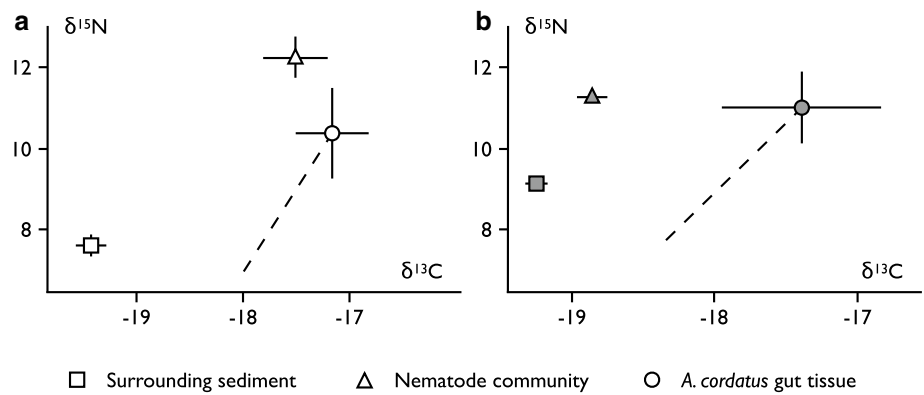 a δ¹⁵N
12
10
8
δ¹³C
-19 -18 -17
b δ¹⁵N
12
10
8
δ¹³C
-19 -18 -17
Surrounding sediment Nematode community A. cordatus gut tissue